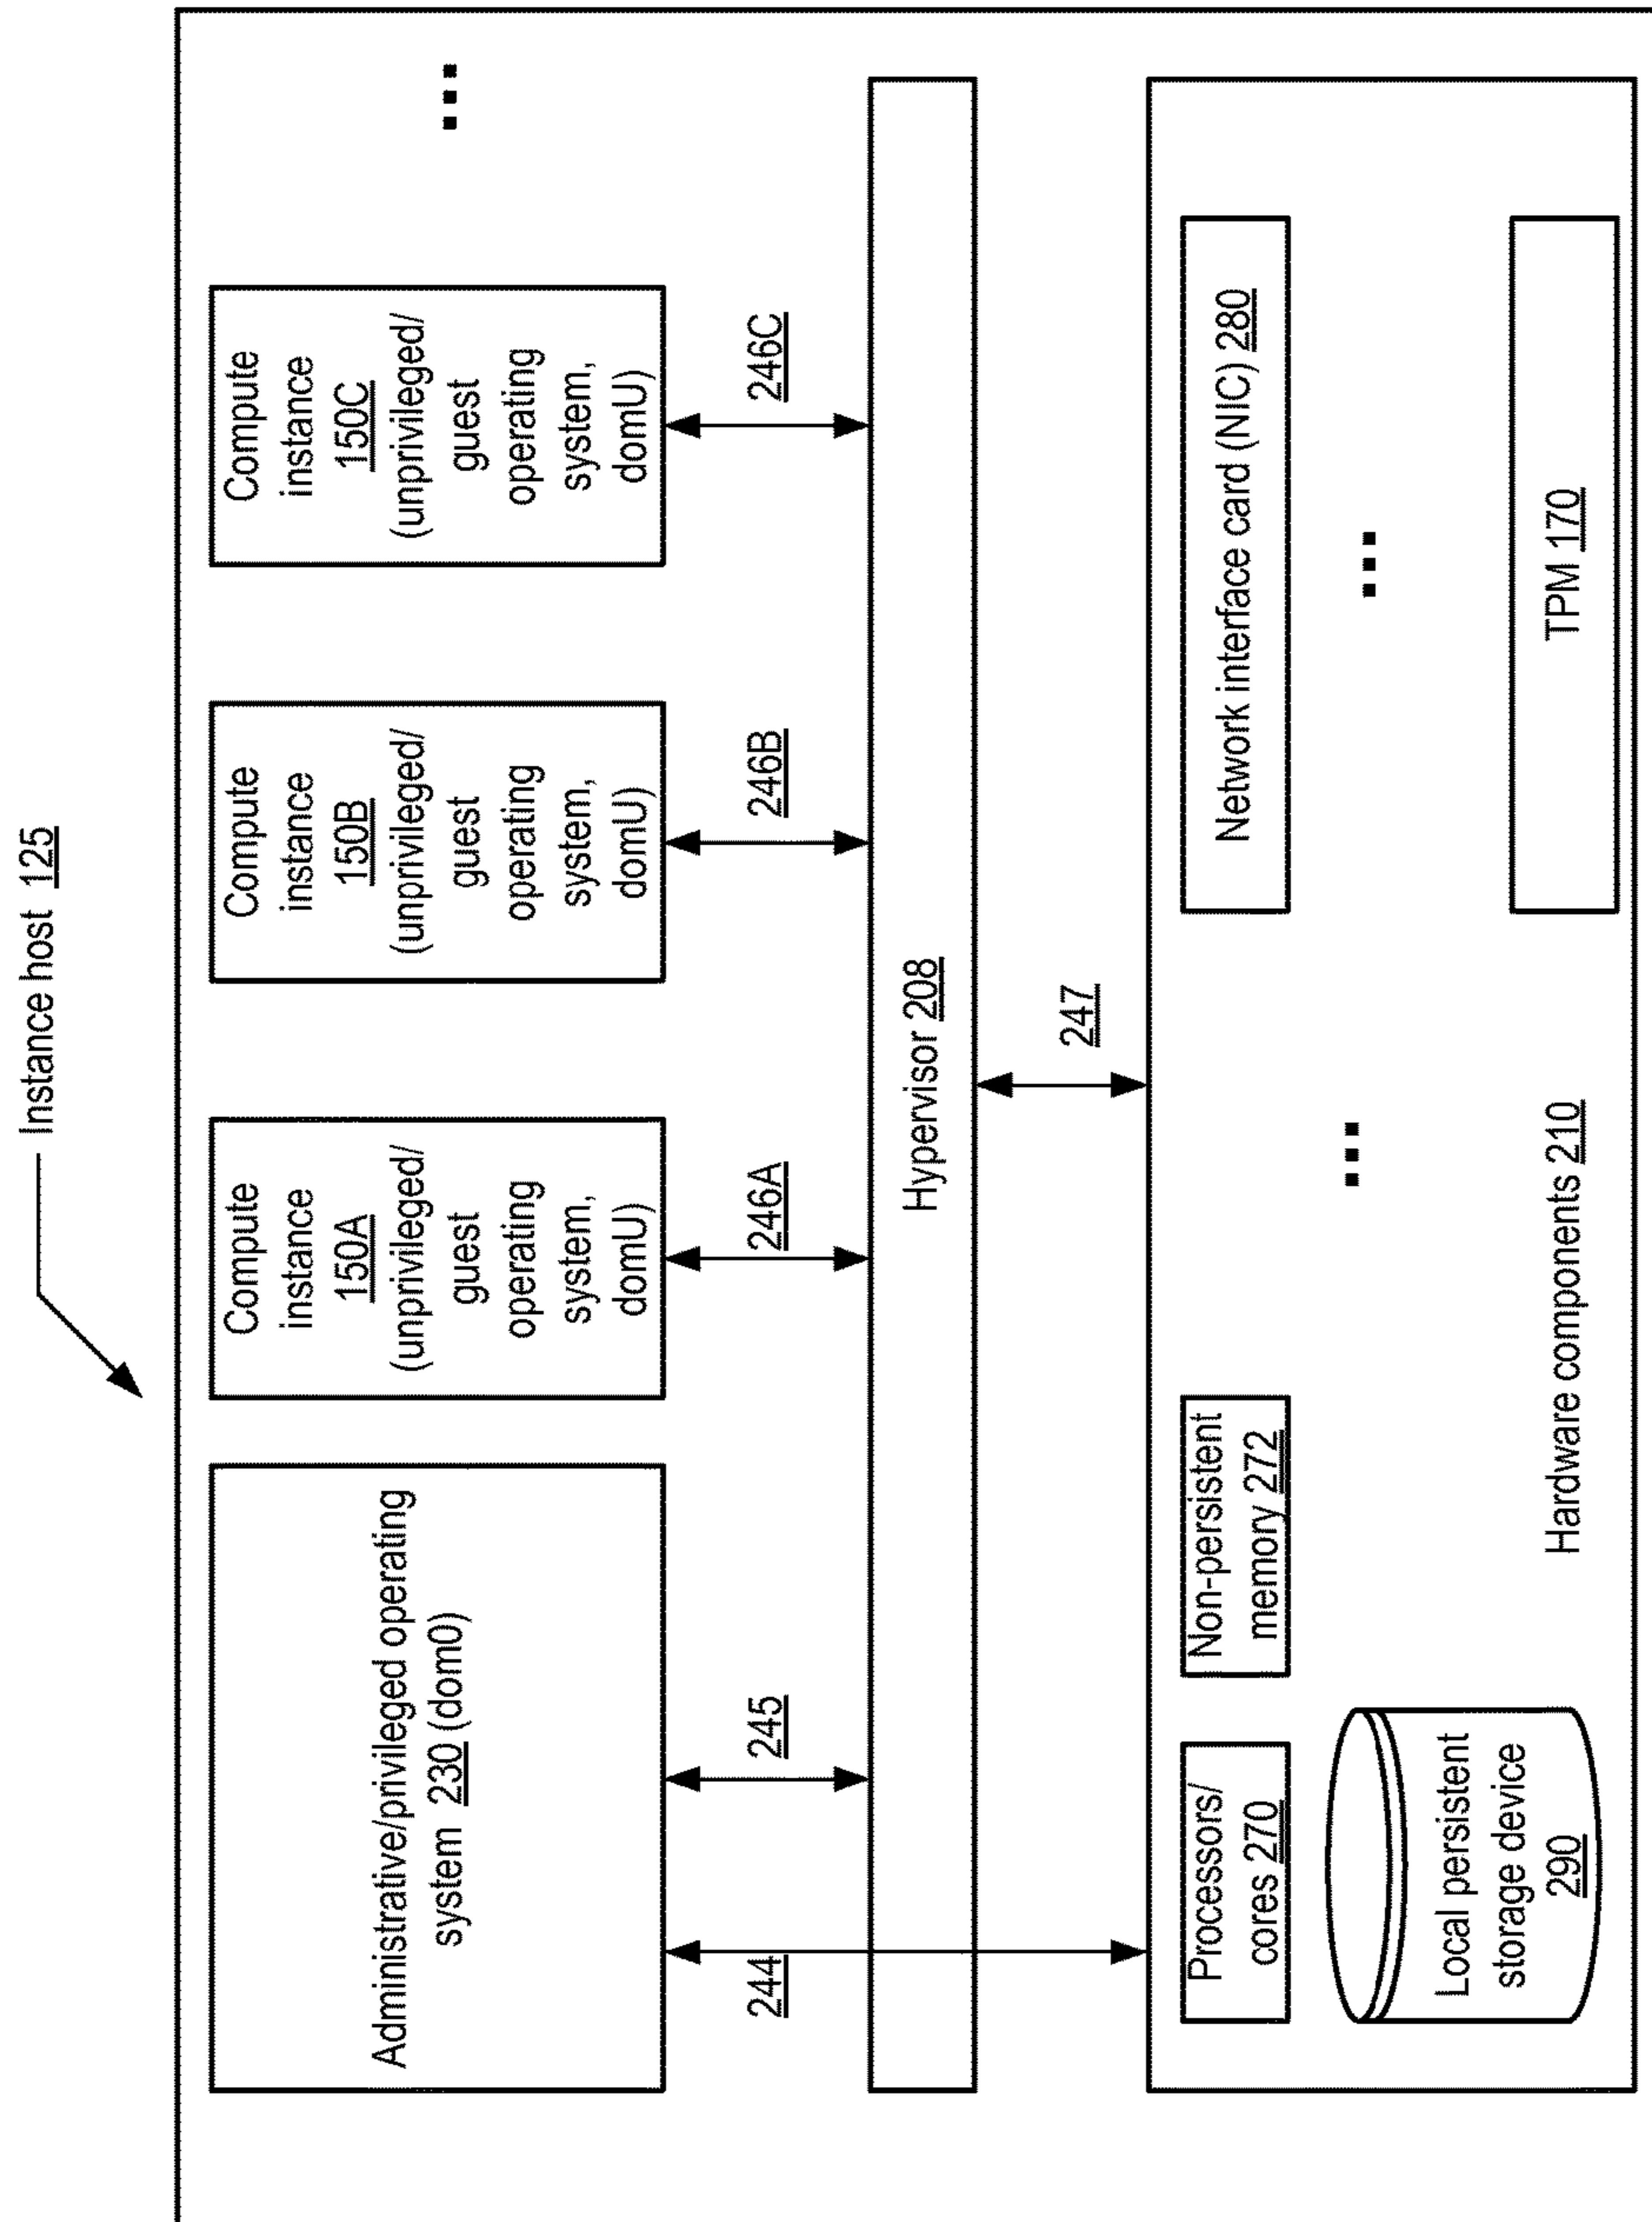 Instance host 125
Administrative/privileged operating
system 230 (dom0)
Compute
instance
150A
(unprivileged/
guest
operating
system,
domU)
Compute
instance
150B
(unprivileged/
guest
operating
system,
domU)
Compute
instance
150C
(unprivileged/
guest
operating
system,
domU)
...
244
245
246A
246B
246C
Hypervisor 208
247
Processors/
cores 270
Non-persistent
memory 272
Network interface card (NIC) 280
Local persistent
storage device
290
...
...
Hardware components 210
TPM 170